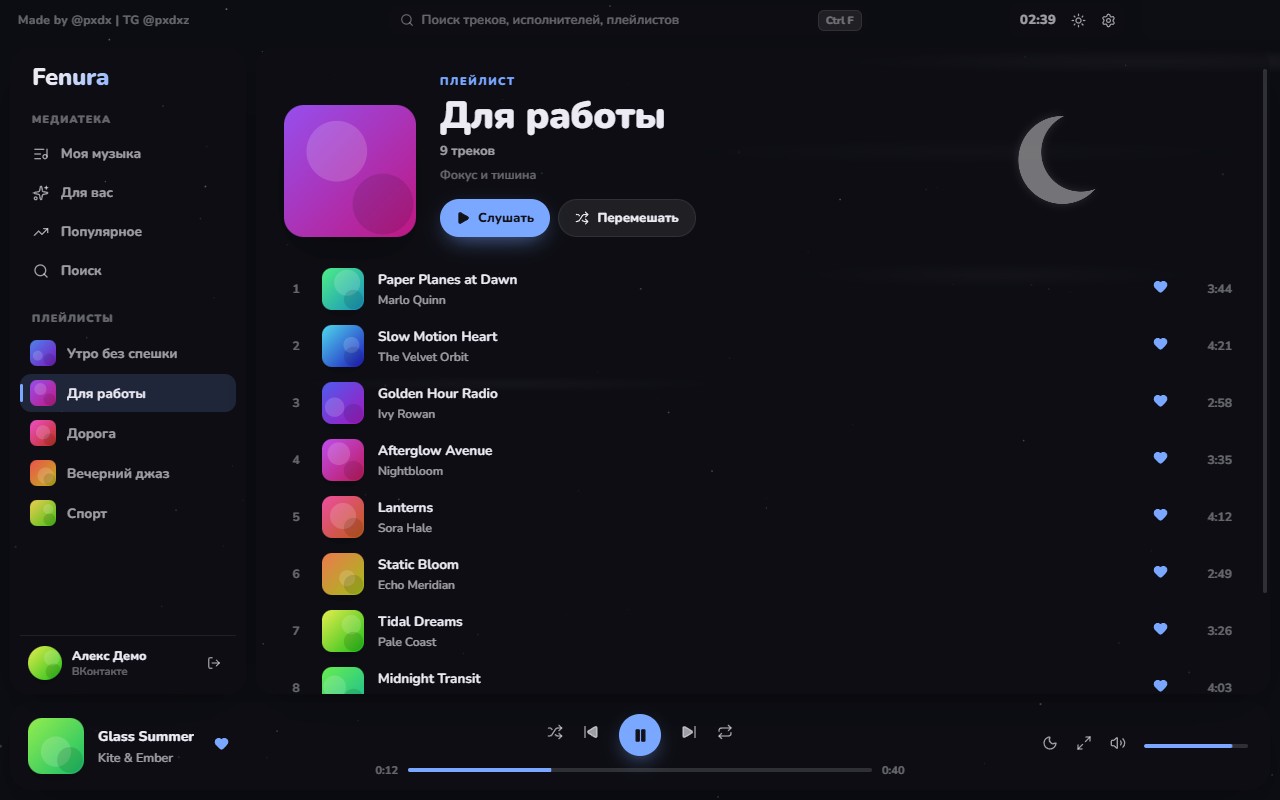 Made by @pxdx | TG @pxdxz
Поиск треков, исполнителей, плейлистов
Ctrl F
02:39
Fenura
МЕДИАТЕКА
Моя музыка
Для вас
Популярное
Поиск
ПЛЕЙЛИСТЫ
Утро без спешки
Для работы
Дорога
Вечерний джаз
Спорт
Алекс Демо
ВКонтакте
ПЛЕЙЛИСТ
Для работы
9 треков
Фокус и тишина
Слушать
Перемешать
1 Paper Planes at Dawn 3:44
Marlo Quinn
2 Slow Motion Heart 4:21
The Velvet Orbit
3 Golden Hour Radio 2:58
Ivy Rowan
4 Afterglow Avenue 3:35
Nightbloom
5 Lanterns 4:12
Sora Hale
6 Static Bloom 2:49
Echo Meridian
7 Tidal Dreams 3:26
Pale Coast
8 Midnight Transit 4:03
Glass Summer
Kite & Ember
0:12
0:40